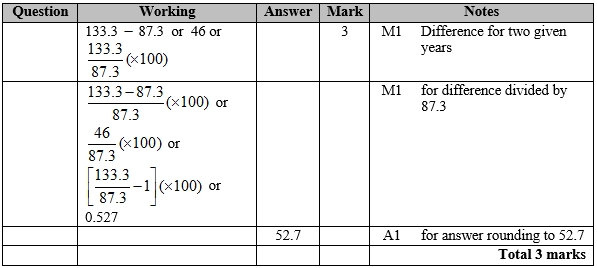 Question Working Answer Mark Notes
133.3 − 87.3 or 46 or 3 M1 Difference for two given
133.3/87.3 (×100) years
(133.3−87.3)/87.3 (×100) or M1 for difference divided by
46/87.3 (×100) or 87.3
[133.3/87.3 −1] (×100) or
0.527
52.7 A1 for answer rounding to 52.7
Total 3 marks